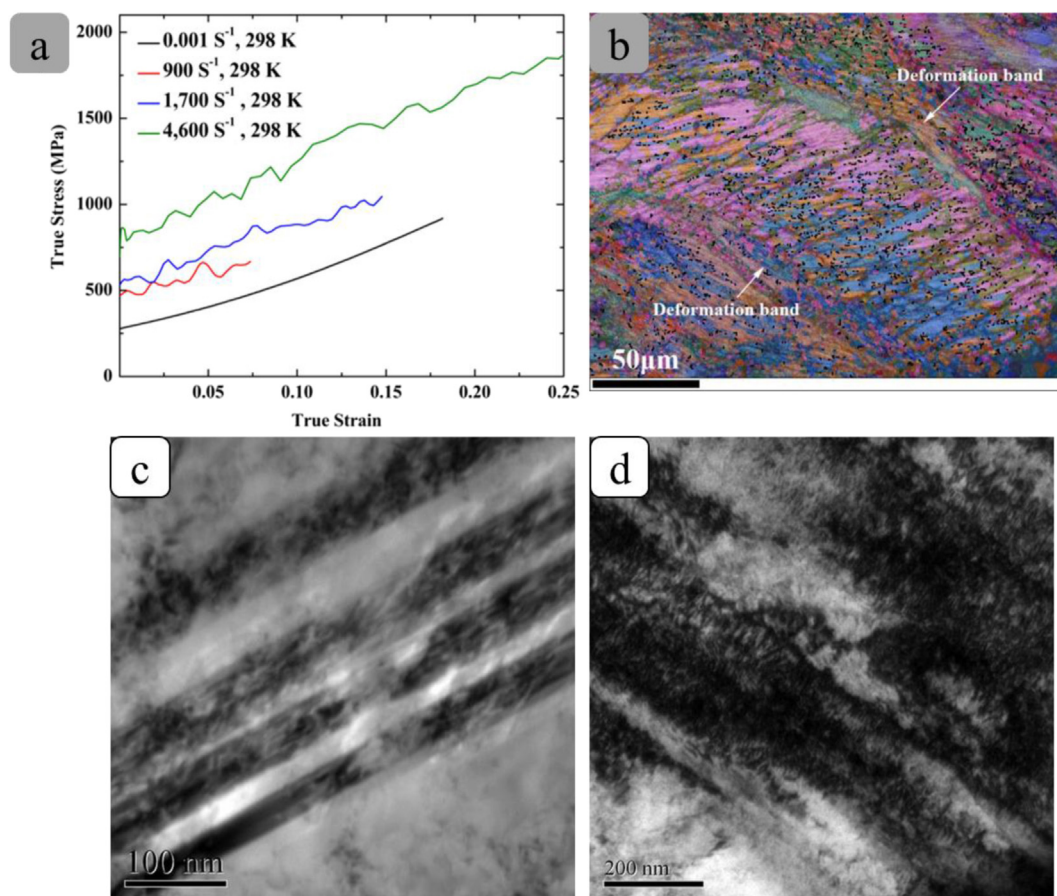 a
2000
1500
1000
500
0
True Stress (MPa)
0.001 S⁻¹, 298 K
900 S⁻¹, 298 K
1,700 S⁻¹ , 298 K
4,600 S⁻¹ , 298 K
0.05
0.10
0.15
0.20
0.25
True Strain
b
Deformation band
Deformation band
50μm
c
100 nm
d
200 nm